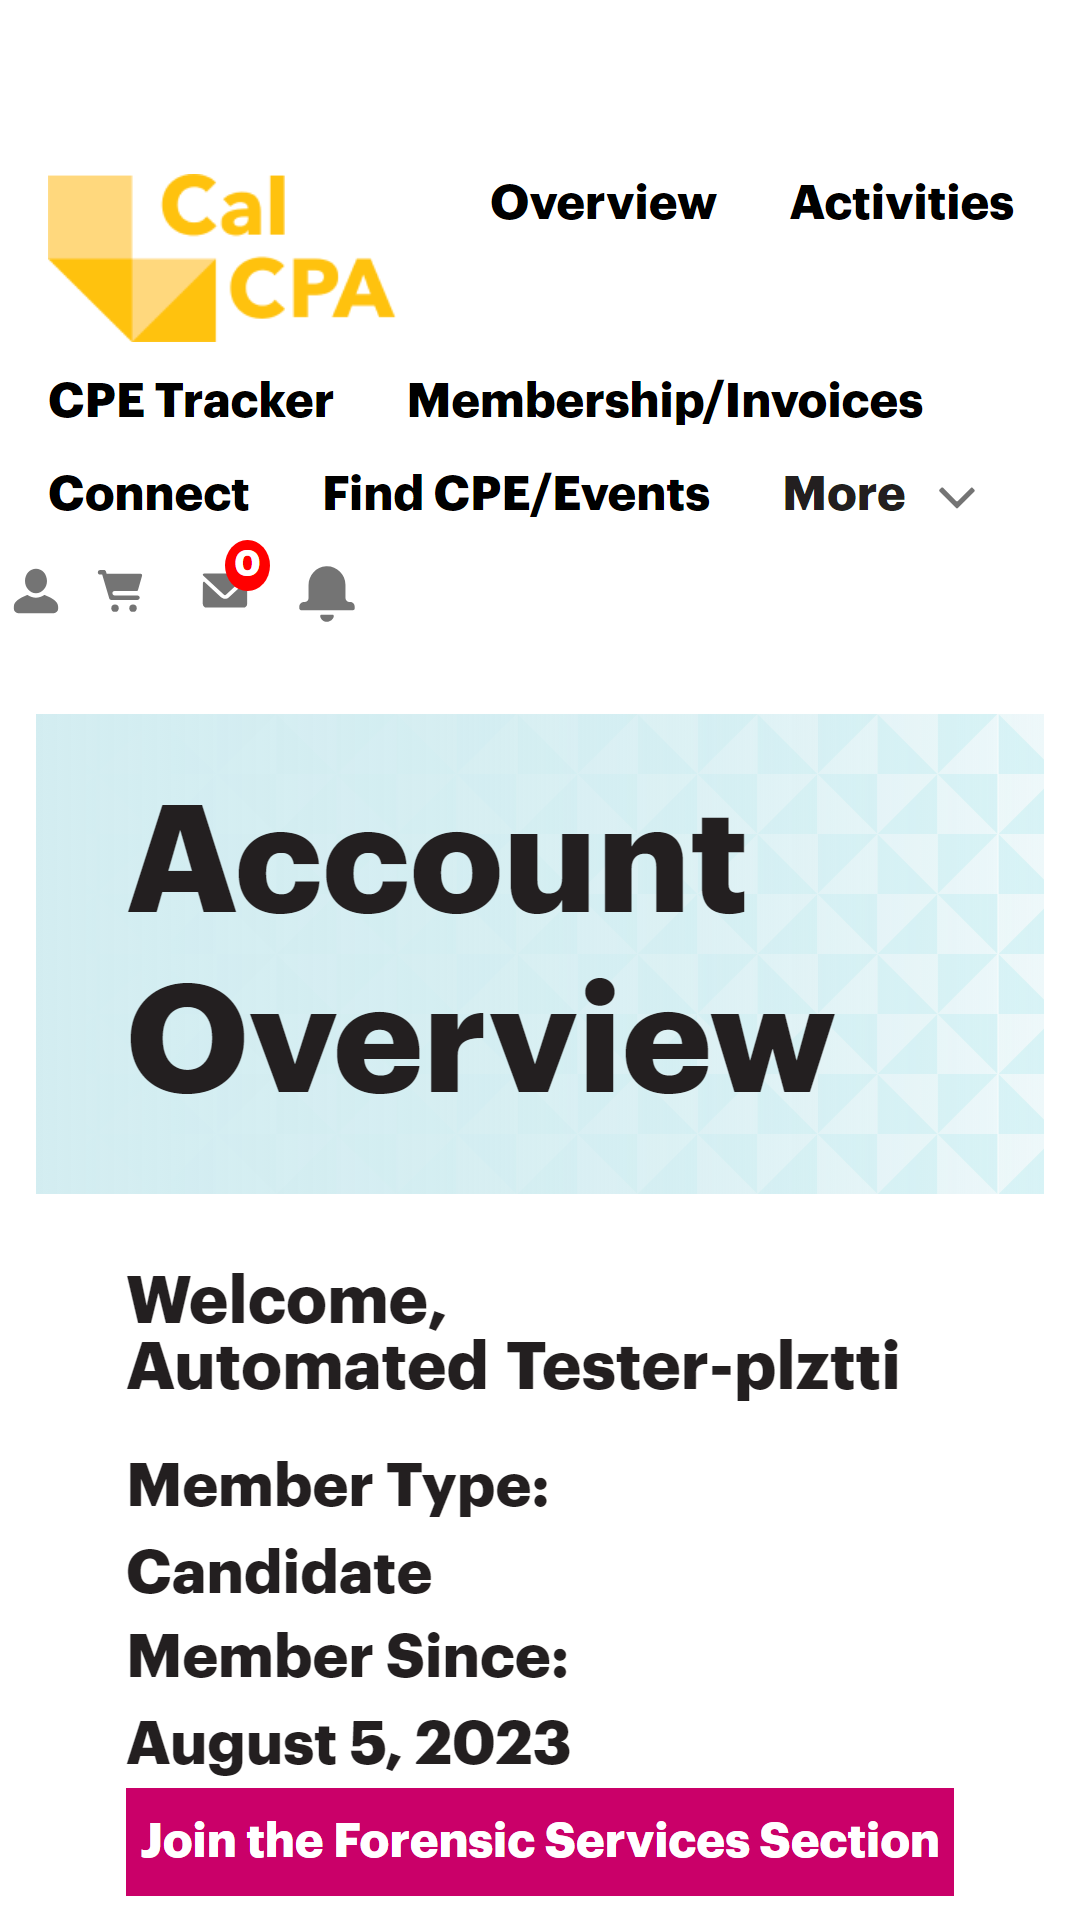 Cal
CPA
Overview Activities
CPE Tracker Membership/Invoices
Connect Find CPE/Events More
0
Account
Overview
Welcome,
Automated Tester-plztti
Member Type:
Candidate
Member Since:
August 5, 2023
Join the Forensic Services Section